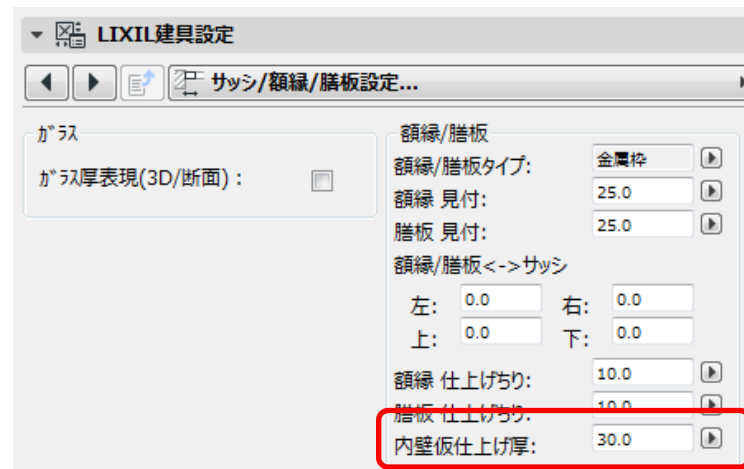 LIXIL建具設定
サッシ/額縁/膳板設定...
ｶﾞﾗｽ
ｶﾞﾗｽ厚表現(3D/断面) :
額縁/膳板
額縁/膳板タイプ: 金属枠
額縁 見付: 25.0
膳板 見付: 25.0
額縁/膳板<->サッシ
左: 0.0 右: 0.0
上: 0.0 下: 0.0
額縁 仕上げちり: 10.0
膳板 仕上げちり: 10.0
内壁仮仕上げ厚: 30.0